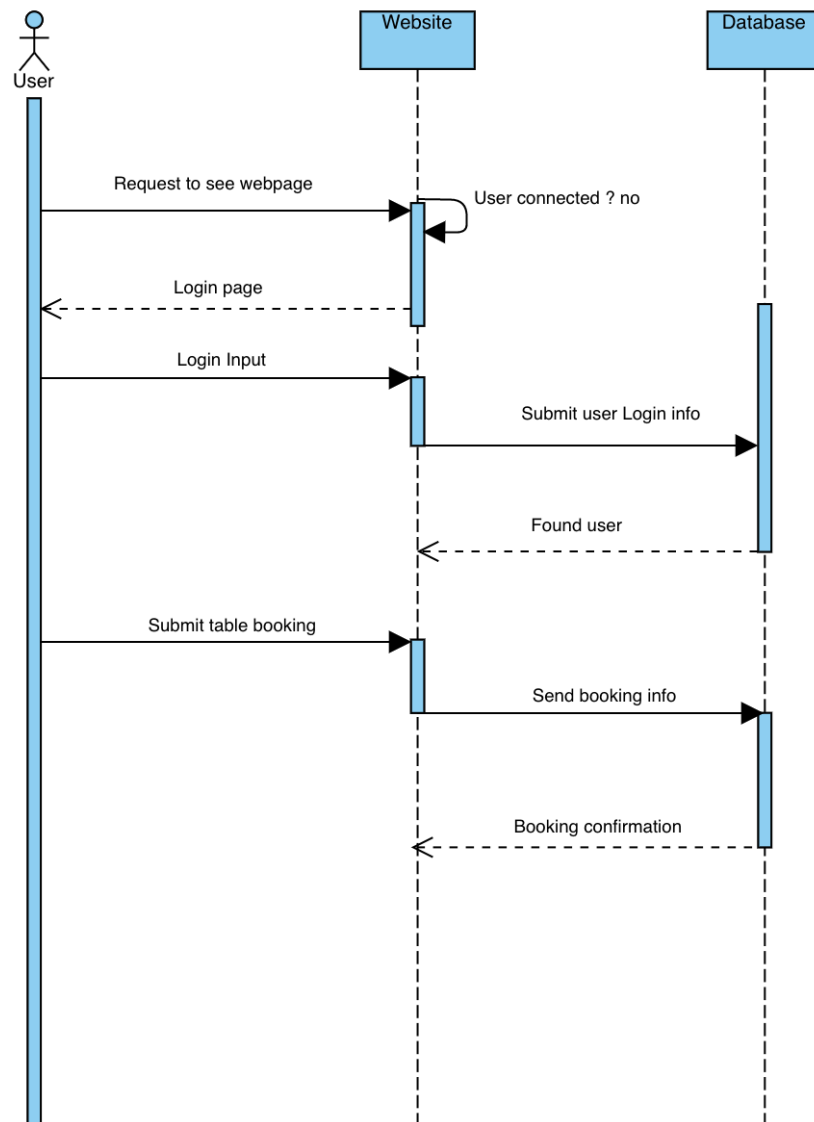 Website
Database
User
Request to see webpage
User connected ? no
Login page
Login Input
Submit user Login info
Found user
Submit table booking
Send booking info
Booking confirmation